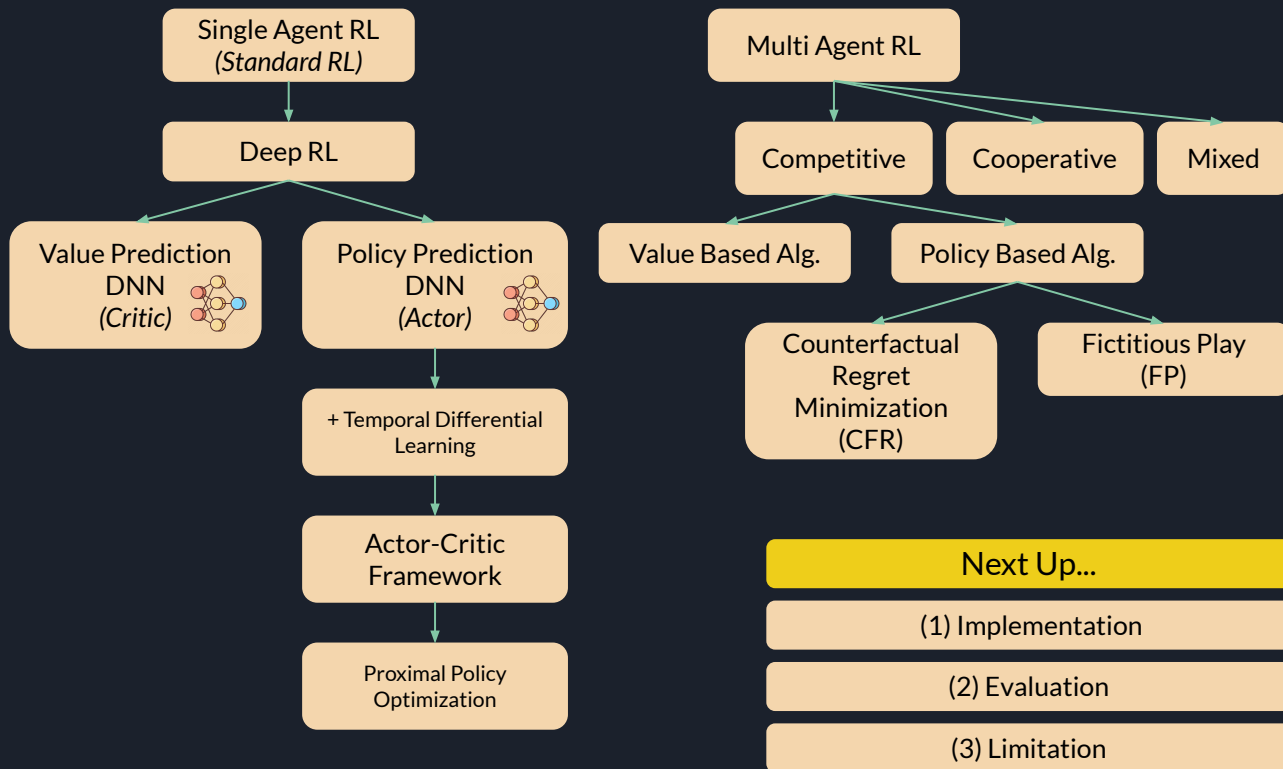 Single Agent RL
(Standard RL)
Deep RL
Value Prediction
DNN
(Critic)
Policy Prediction
DNN
(Actor)
+ Temporal Differential
Learning
Actor-Critic
Framework
Proximal Policy
Optimization
Multi Agent RL
Competitive
Cooperative
Mixed
Value Based Alg.
Policy Based Alg.
Counterfactual
Regret
Minimization
(CFR)
Fictitious Play
(FP)
Next Up...
(1) Implementation
(2) Evaluation
(3) Limitation